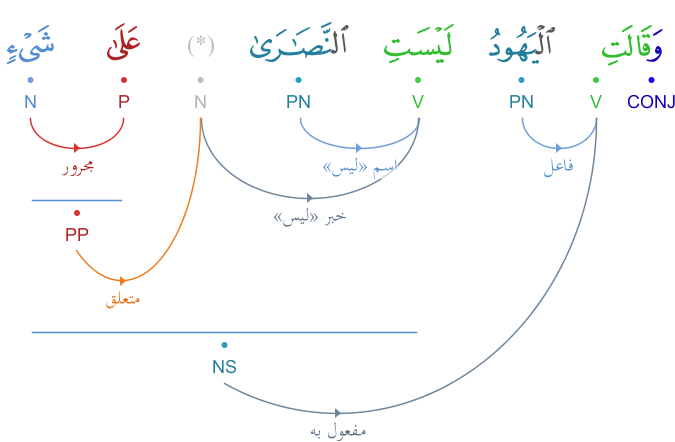 وَقَالَتِ ٱلْيَهُودُ لَيْسَتِ ٱلنَّصَـٰرَىٰ (*) عَلَىٰ شَىْءٍ
CONJ V PN V PN N P N
فاعل اسم «ليس» مجرور
خبر «ليس»
PP
متعلق
NS
مفعول به